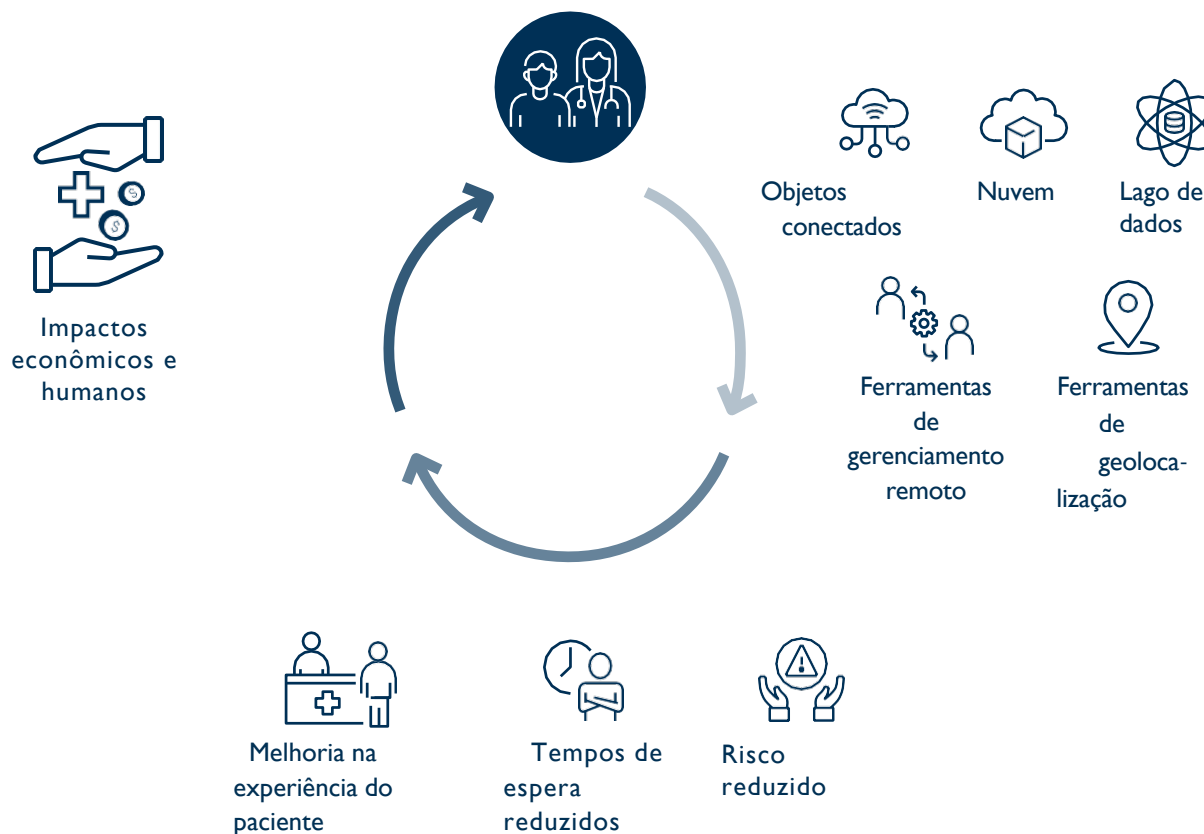 Objetos
conectados
Nuvem
Lago de
dados
Impactos
econômicos e
humanos
Ferramentas
de
gerenciamento
remoto
Ferramentas
de
geoloca-
lização
Melhoria na
experiência do
paciente
Tempos de
espera
reduzidos
Risco
reduzido